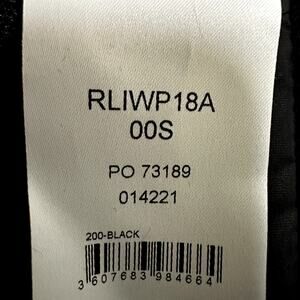 RLIWP18A
00S
PO 73189
014221
200-BLACK
3 607683 984664